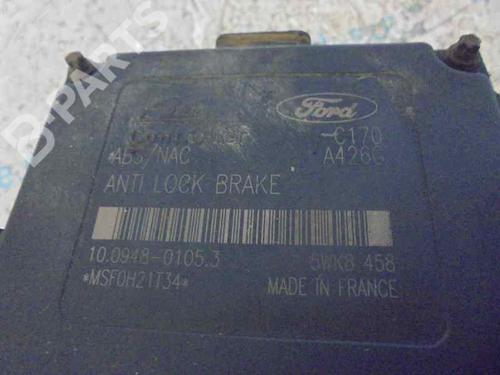 Ford
-C170
*ABS/NAC A426G
ANTI LOCK BRAKE
10.0948-0105.3 5WK8 458
*MSF0H21T34* MADE IN FRANCE
B-PARTS